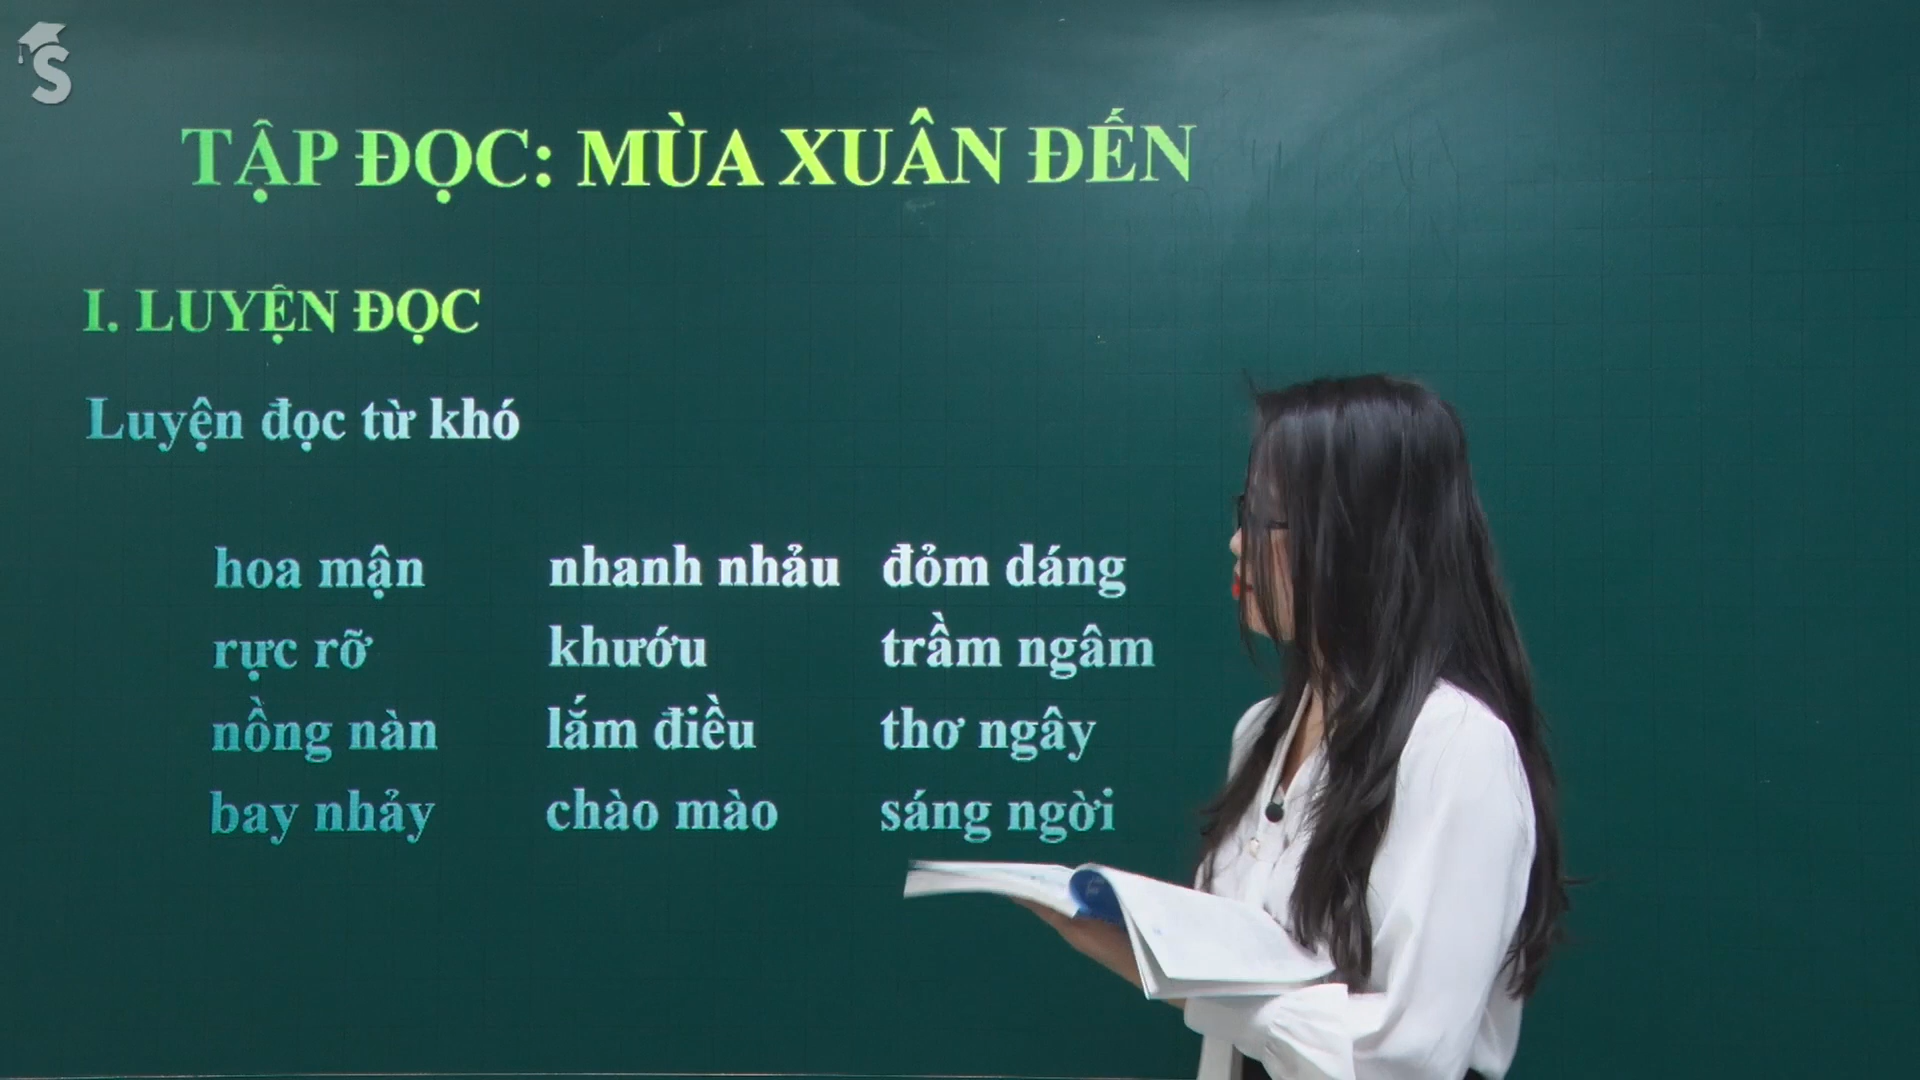 S
TẬP ĐỌC: MÙA XUÂN ĐẾN
I. LUYỆN ĐỌC
Luyện đọc từ khó
hoa mận nhanh nhảu đỏm dáng
rực rỡ khướu trầm ngâm
nồng nàn lắm điều thơ ngây
bay nhảy chào mào sáng ngời